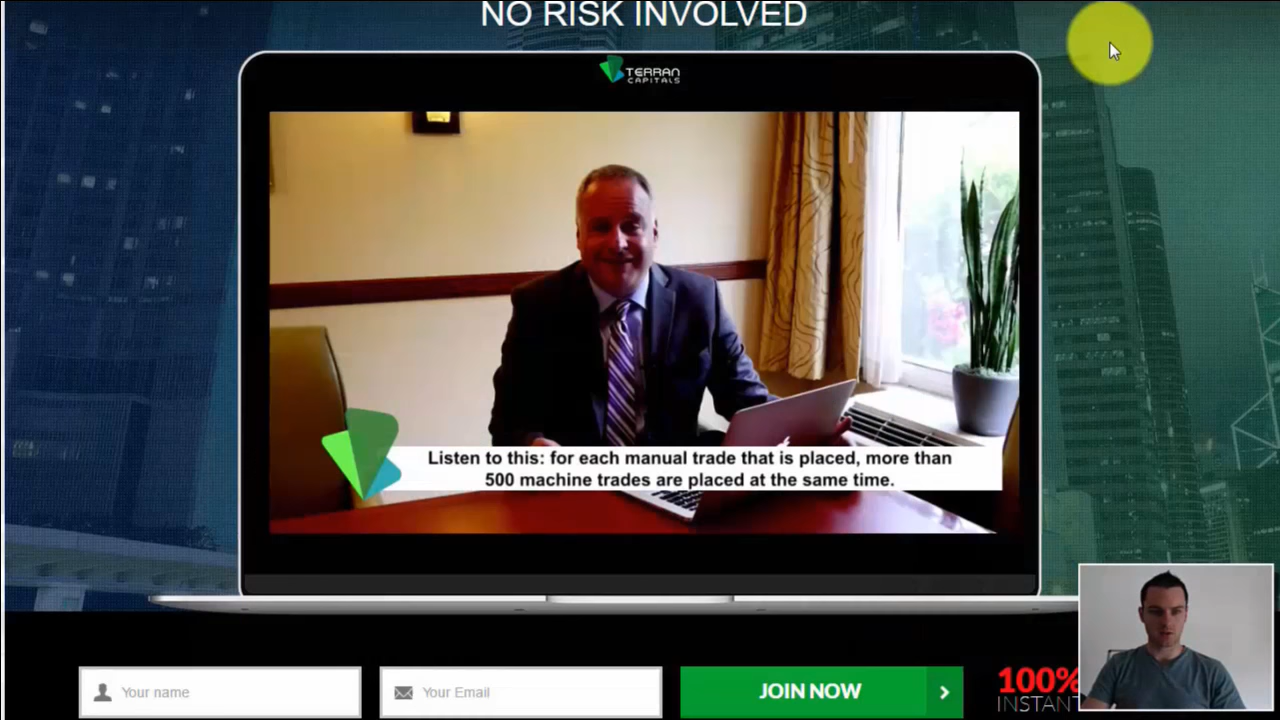 NO RISK INVOLVED
TERRAN
CAPITALS
Listen to this: for each manual trade that is placed, more than
500 machine trades are placed at the same time.
Your name
Your Email
JOIN NOW
100%
INSTANT